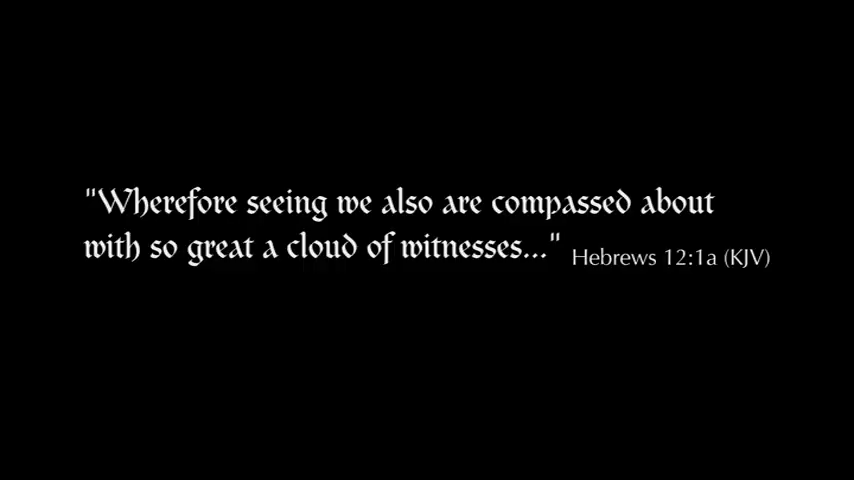 "Wherefore seeing we also are compassed about
with so great a cloud of witnesses..." Hebrews 12:1a (KJV)